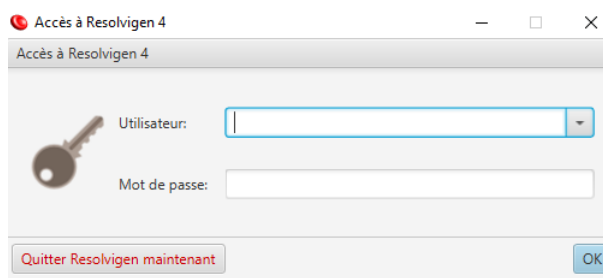 Accès à Resolvigen 4
Accès à Resolvigen 4
Utilisateur:
Mot de passe:
Quitter Resolvigen maintenant
OK